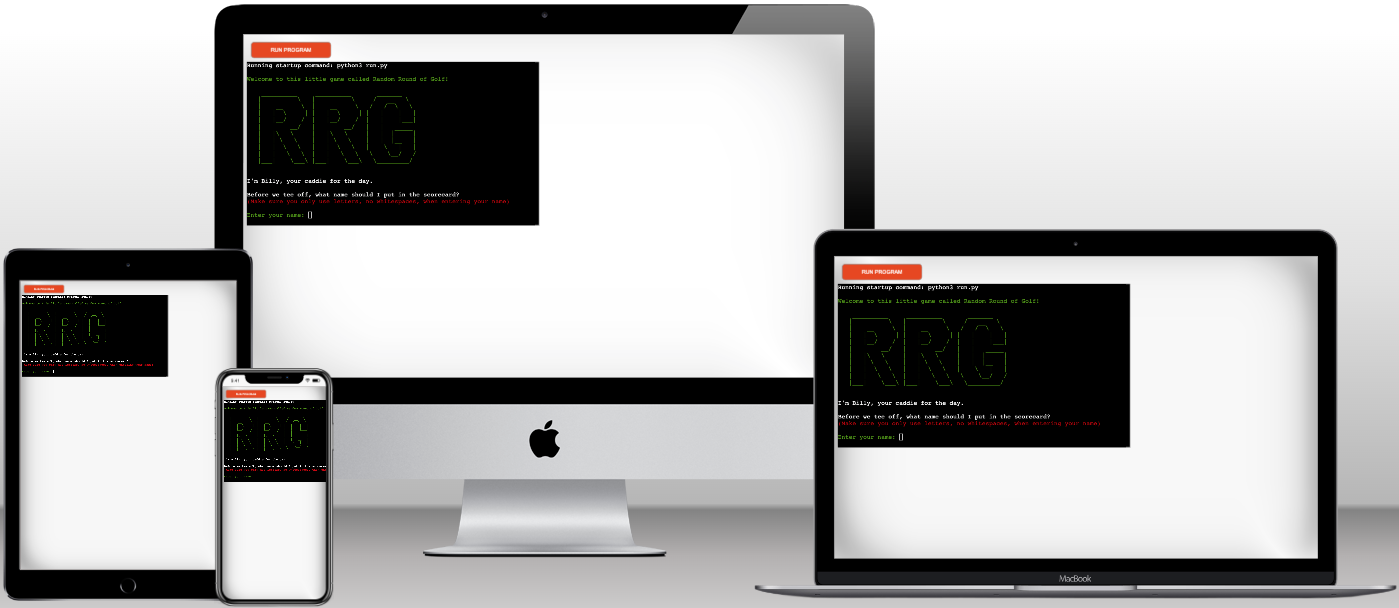 RUN PROGRAM
Running startup command: python3 run.py
Welcome to this little game called Random Round of Golf!
RRG
I'm Billy, your caddie for the day.
Before we tee off, what name should I put in the scorecard?
(Make sure you only use letters, no whitespaces, when entering your name)
Enter your name:
RUN PROGRAM
RRG
9:41
RUN PROGRAM
RRG
RUN PROGRAM
Running startup command: python3 run.py
Welcome to this little game called Random Round of Golf!
RRG
I'm Billy, your caddie for the day.
Before we tee off, what name should I put in the scorecard?
(Make sure you only use letters, no whitespaces, when entering your name)
Enter your name:
MacBook